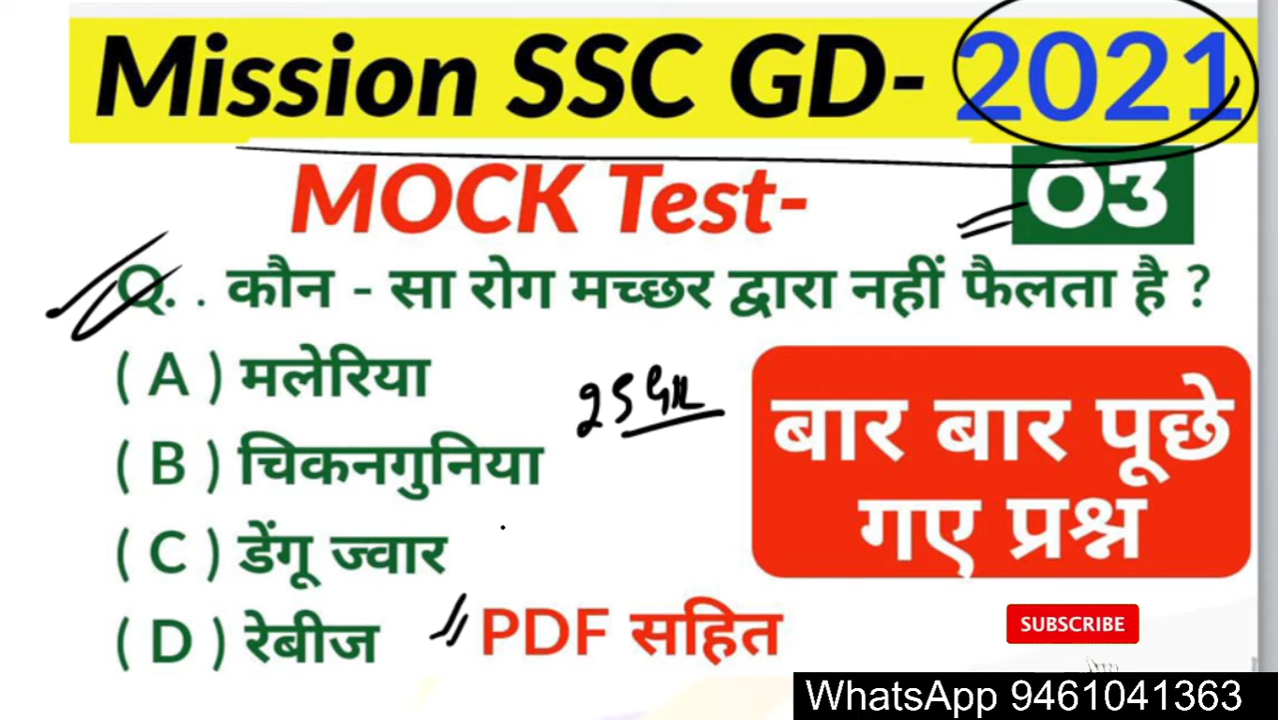 Mission SSC GD- 2021
MOCK Test- 03
Q. . कौन - सा रोग मच्छर द्वारा नहीं फैलता है ?
( A ) मलेरिया
( B ) चिकनगुनिया
( C ) डेंगू ज्वार
( D ) रेबीज
25
बार बार पूछे
गए प्रश्न
PDF सहित
SUBSCRIBE
WhatsApp 9461041363